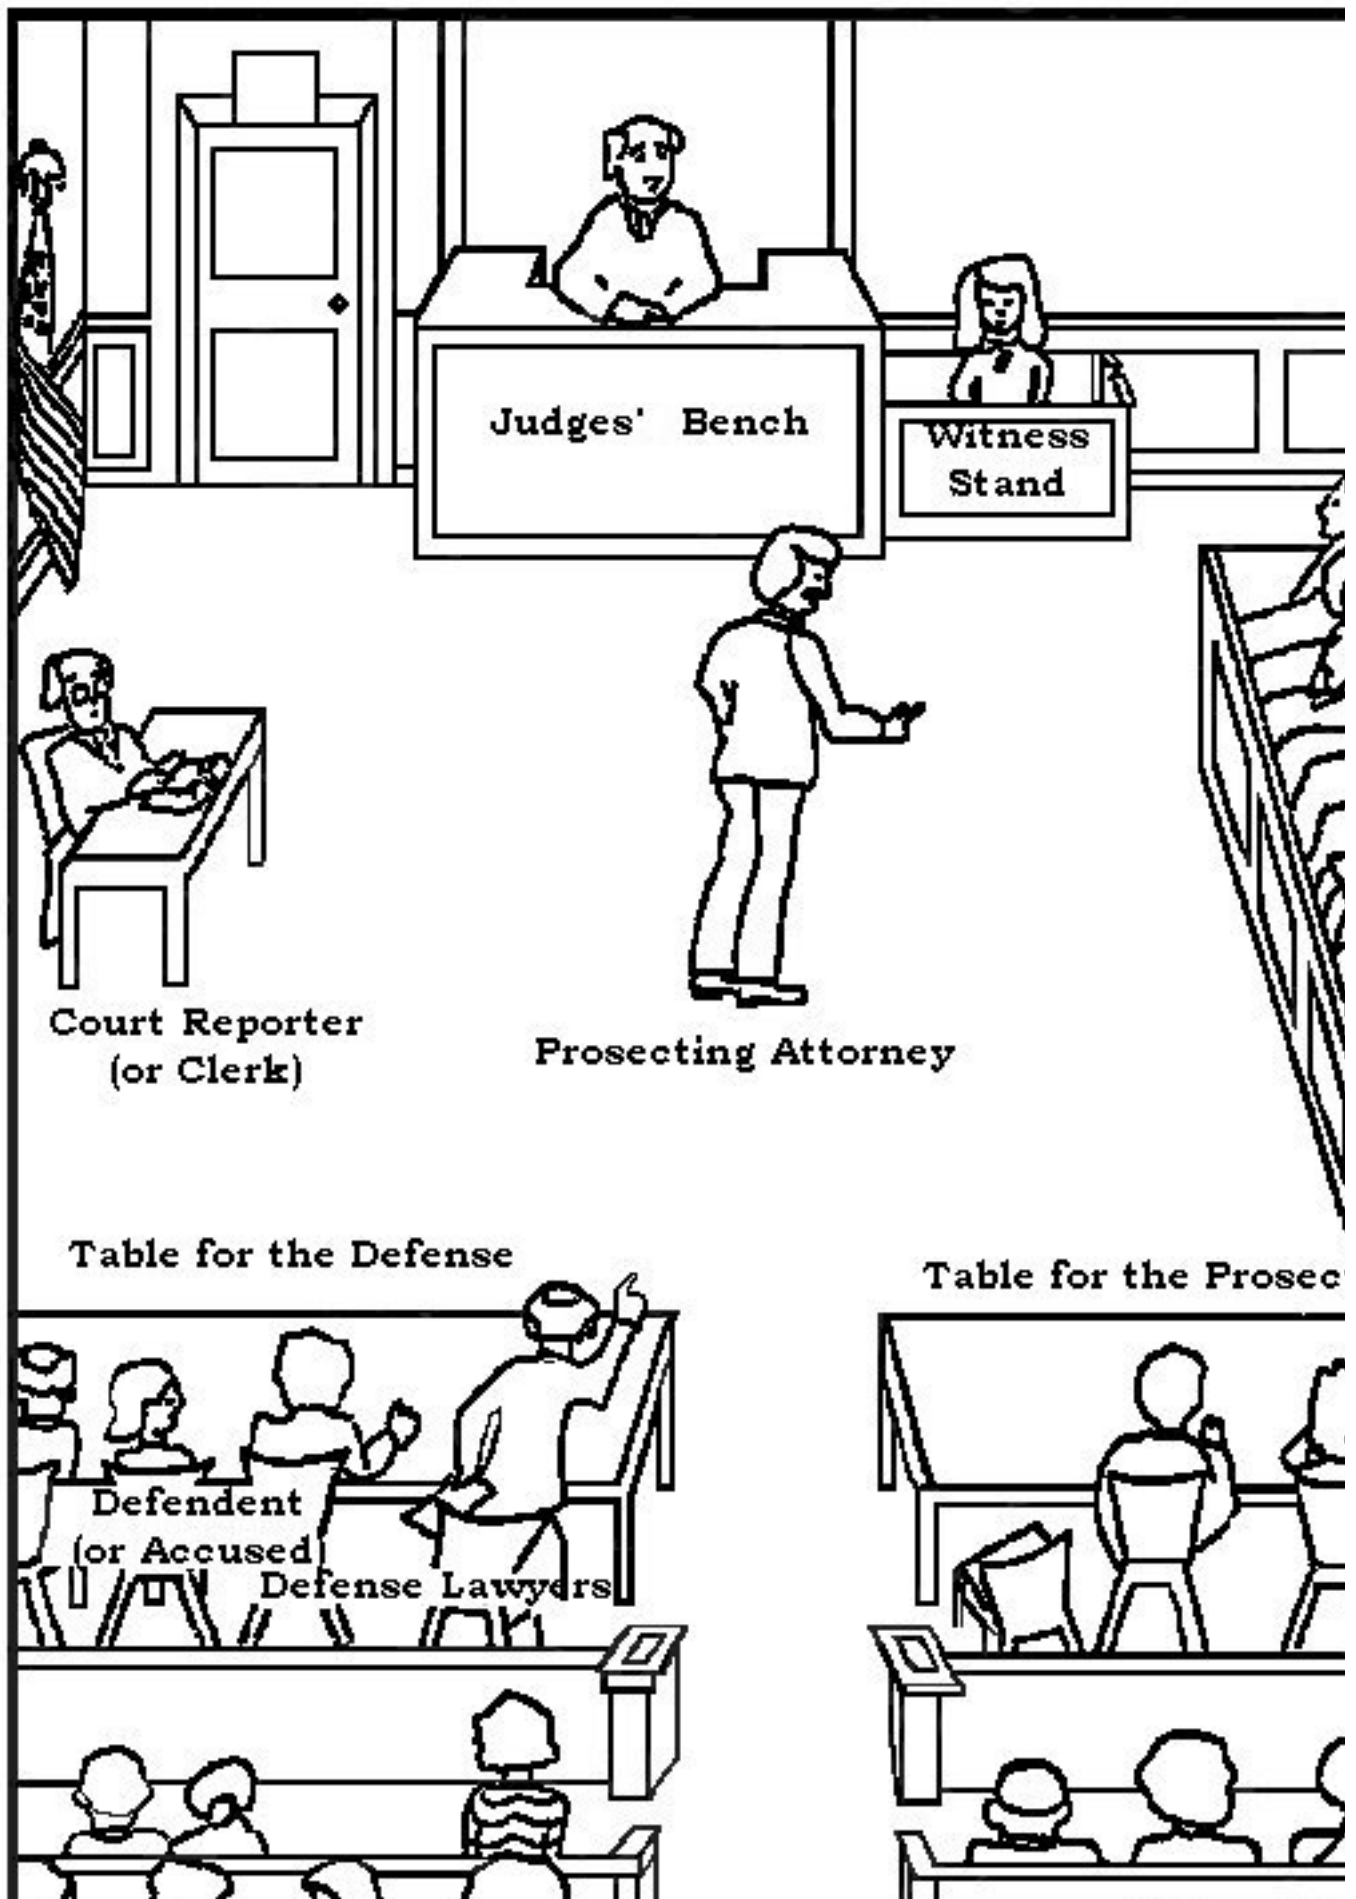 Judges' Bench
Witness
Stand
Court Reporter
(or Clerk)
Prosecting Attorney
Table for the Defense
Table for the Prosec
Defendent
(or Accused)
Defense Lawyers